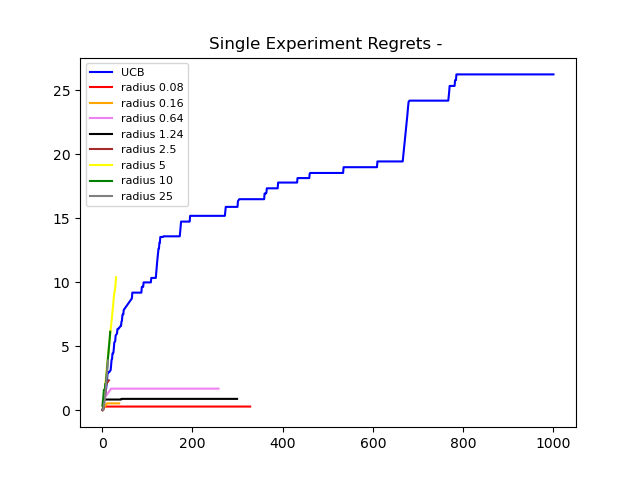 Single Experiment Regrets -
UCB
radius 0.08
radius 0.16
radius 0.64
radius 1.24
radius 2.5
radius 5
radius 10
radius 25
25
20
15
10
5
0
0 200 400 600 800 1000